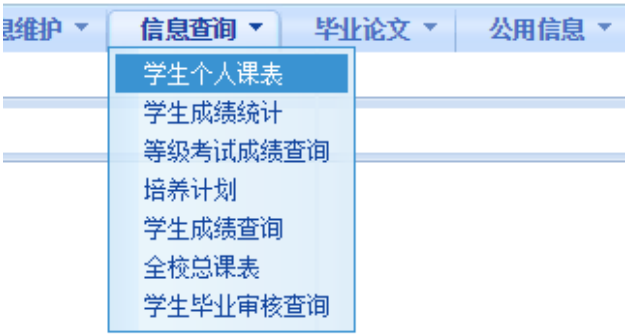 息维护 信息查询 毕业论文 公用信息
学生个人课表
学生成绩统计
等级考试成绩查询
培养计划
学生成绩查询
全校总课表
学生毕业审核查询